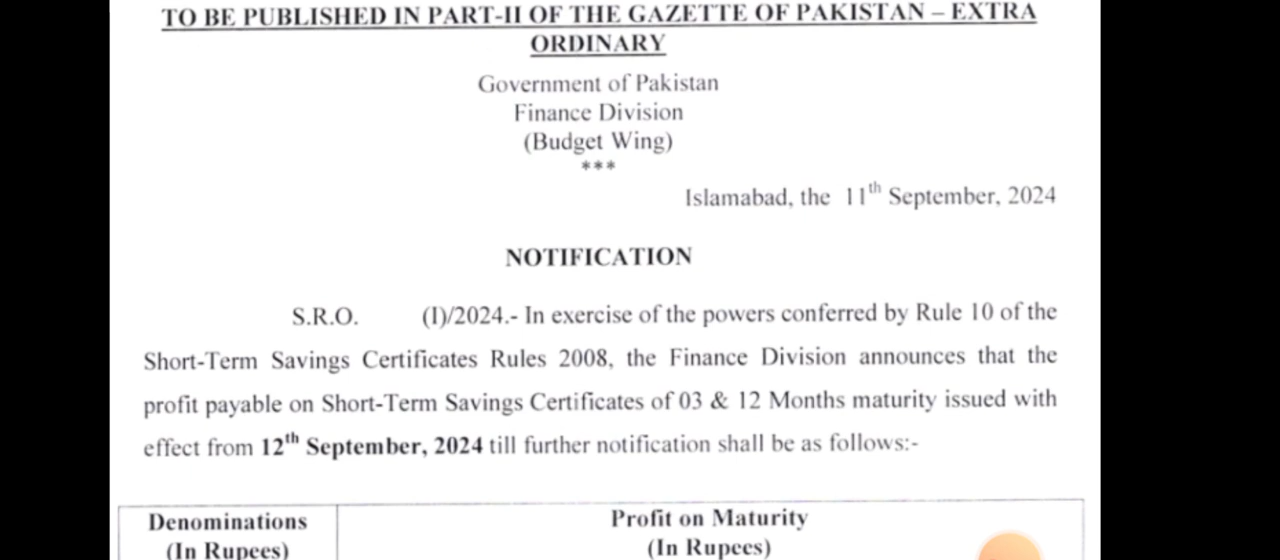 TO BE PUBLISHED IN PART-II OF THE GAZETTE OF PAKISTAN – EXTRA
ORDINARY
Government of Pakistan
Finance Division
(Budget Wing)
***
Islamabad, the 11th September, 2024
NOTIFICATION
S.R.O. (I)/2024.- In exercise of the powers conferred by Rule 10 of the
Short-Term Savings Certificates Rules 2008, the Finance Division announces that the
profit payable on Short-Term Savings Certificates of 03 & 12 Months maturity issued with
effect from 12th September, 2024 till further notification shall be as follows:-
Denominations
(In Rupees)
Profit on Maturity
(In Rupees)